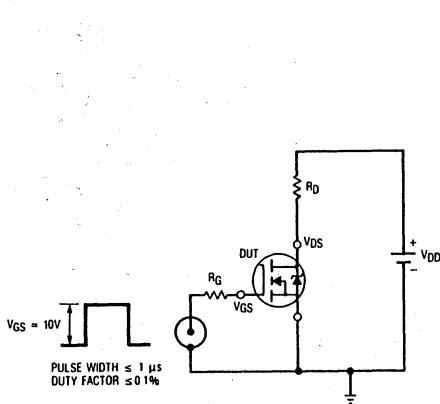 RD
VDS
+
VDD
−
DUT
RG
VGS
VGS = 10V
PULSE WIDTH ≤ 1 µs
DUTY FACTOR ≤ 0 1%